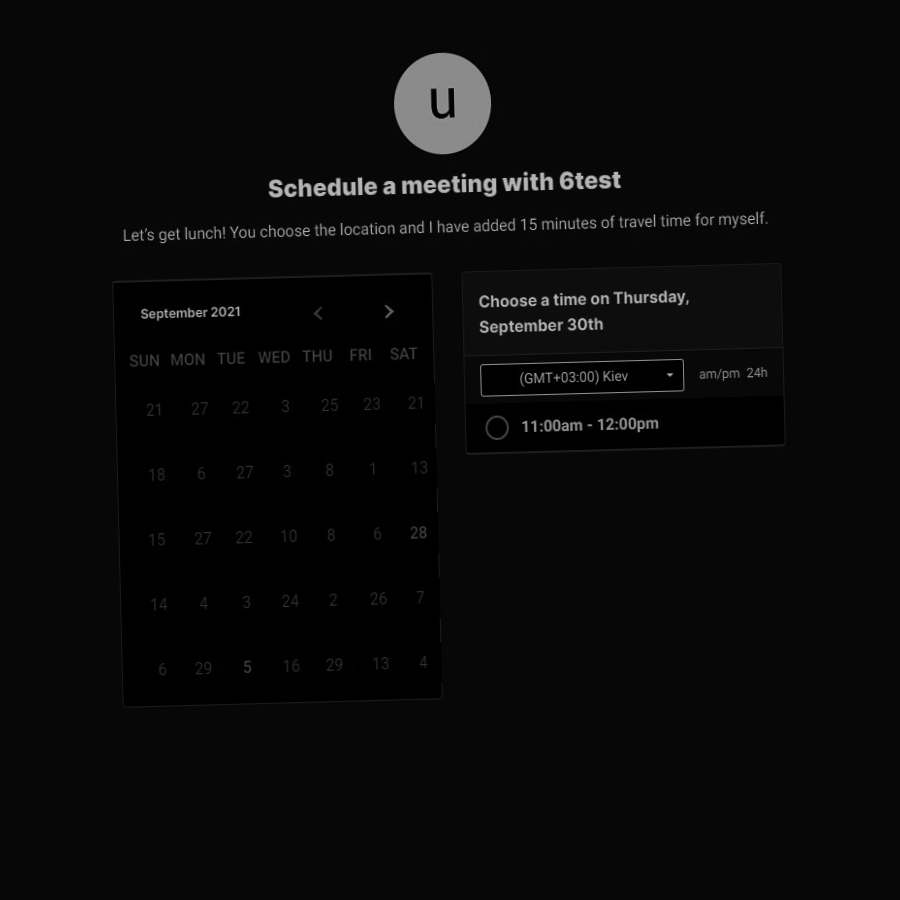 u
Schedule a meeting with 6test
Let's get lunch! You choose the location and I have added 15 minutes of travel time for myself.
September 2021
SUN MON TUE WED THU FRI SAT
21 27 22 3 25 23 21
18 6 27 3 8 1 13
15 27 22 10 8 6 28
14 4 3 24 2 26 7
6 29 5 16 29 13 4
Choose a time on Thursday,
September 30th
(GMT+03:00) Kiev
am/pm 24h
11:00am - 12:00pm